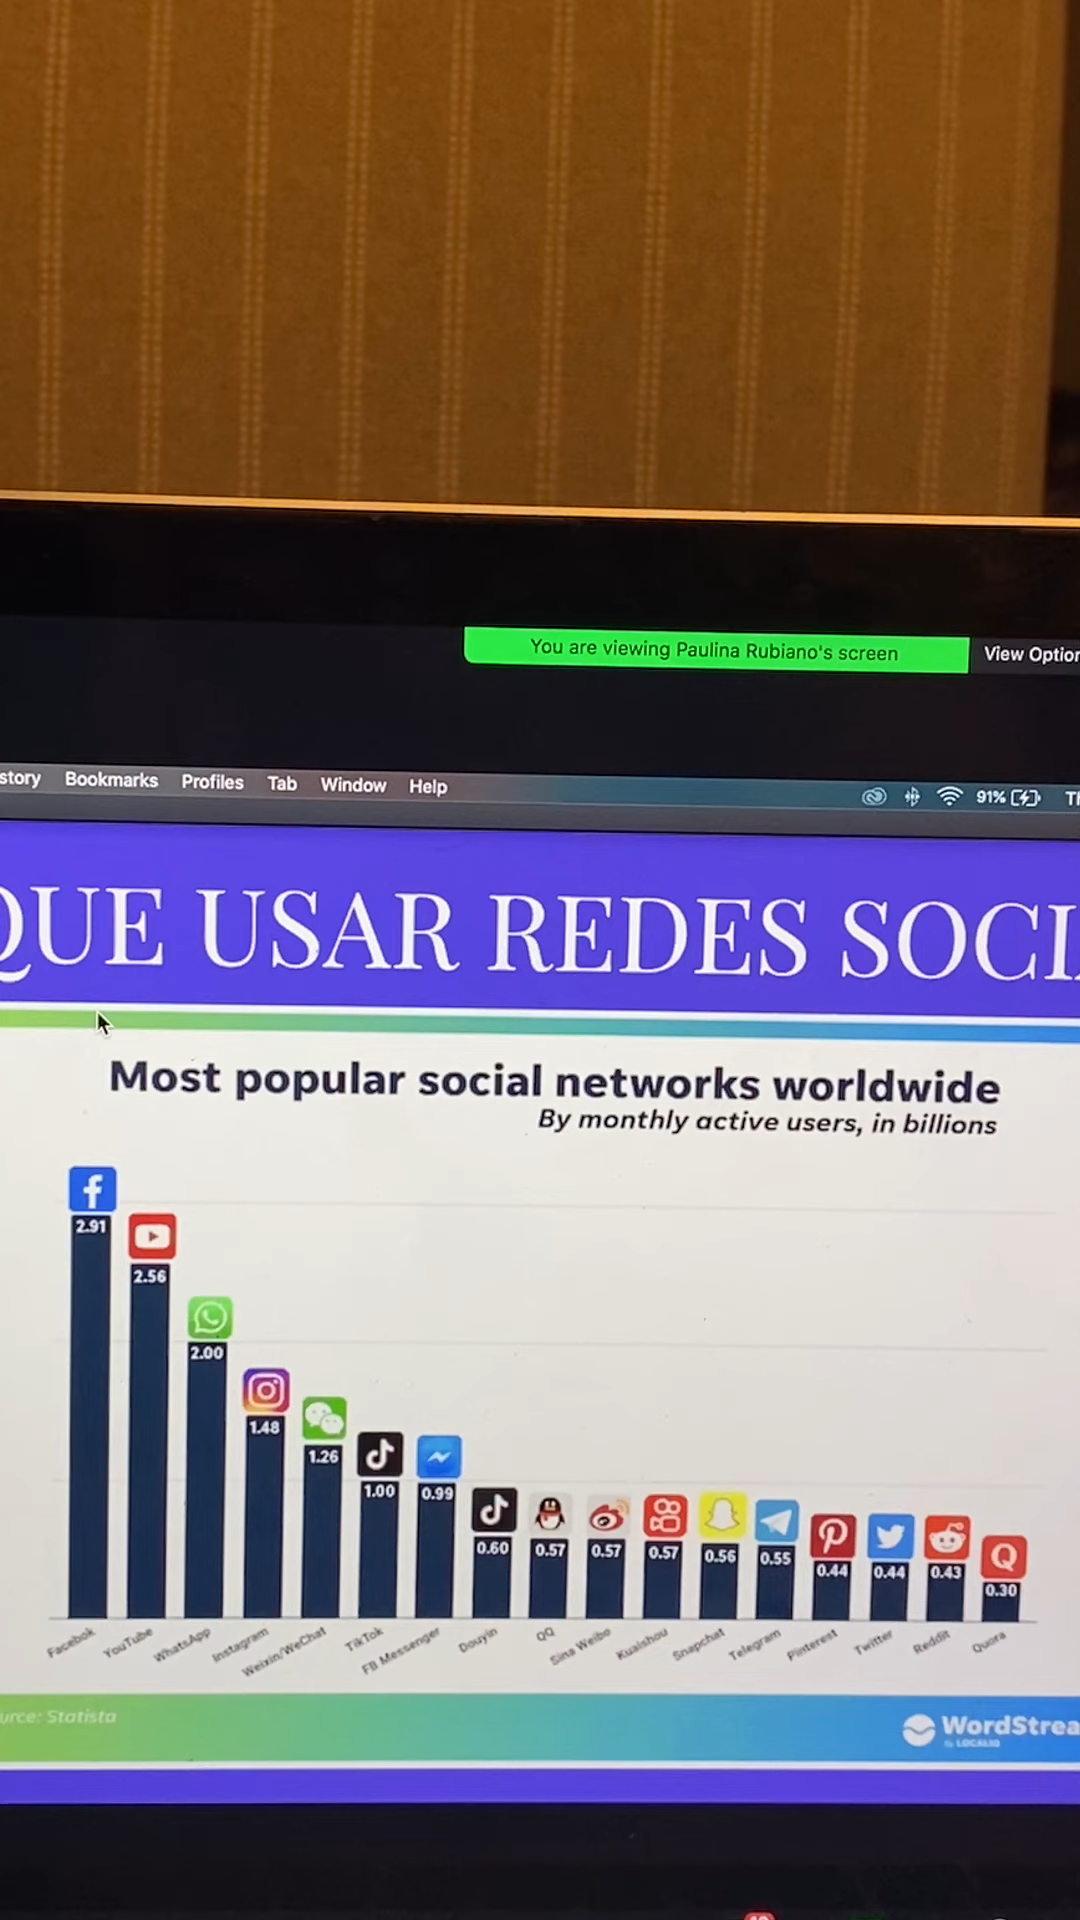 You are viewing Paulina Rubiano's screen
View Option
story Bookmarks Profiles Tab Window Help
91%
QUE USAR REDES SOCI
Most popular social networks worldwide
By monthly active users, in billions
2.91
2.56
2.00
1.48
1.26
1.00
0.99
0.60
0.57
0.57
0.57
0.56
0.55
0.44
0.44
0.43
0.30
Facebok
YouTube
WhatsApp
Instagram
Weixin/WeChat
TikTok
FB Messenger
Douyin
QQ
Sina Weibo
Kuaishou
Snapchat
Telegram
Pinterest
Twitter
Reddit
Quora
urce: Statista
WordStrea
by LOCALiQ